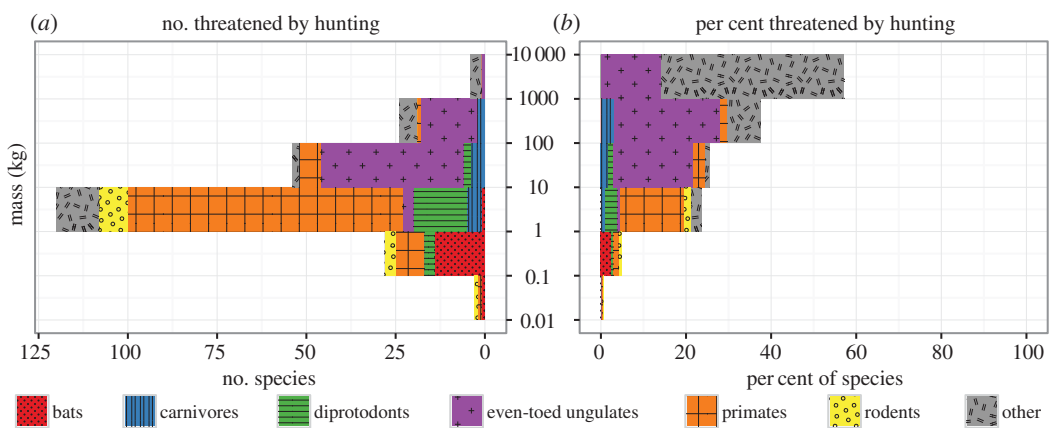 (a) no. threatened by hunting
(b) per cent threatened by hunting
10 000
1000
100
10
1
0.1
0.01
mass (kg)
125 100 75 50 25 0
0 20 40 60 80 100
no. species
per cent of species
bats carnivores diprotodonts even-toed ungulates primates rodents other